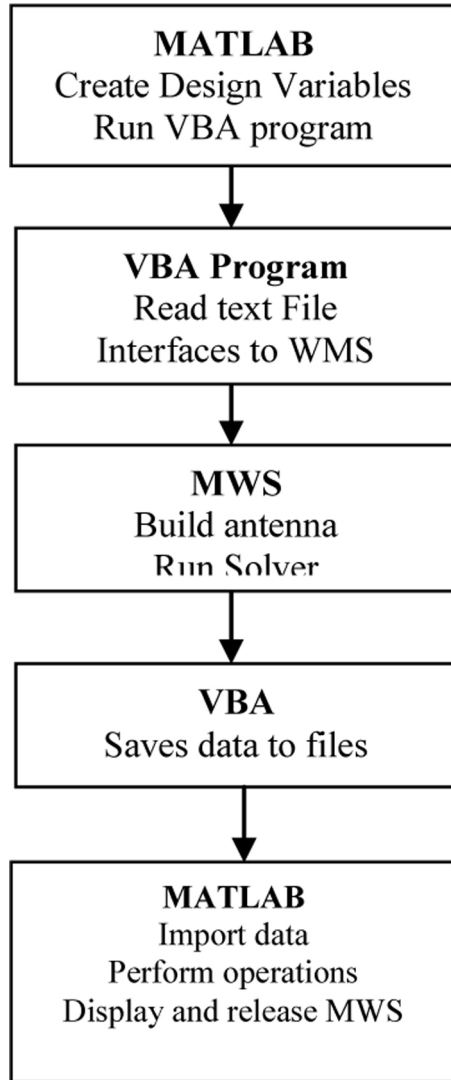 MATLAB
Create Design Variables
Run VBA program
VBA Program
Read text File
Interfaces to WMS
MWS
Build antenna
Run Solver
VBA
Saves data to files
MATLAB
Import data
Perform operations
Display and release MWS